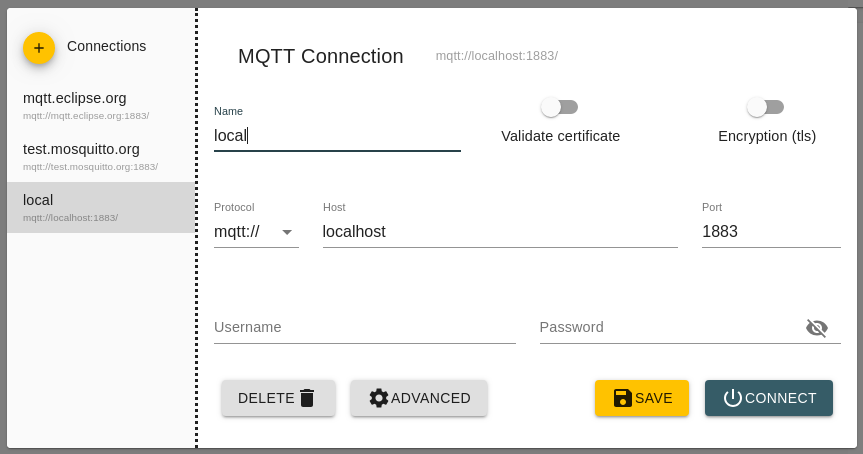 Connections
mqtt.eclipse.org
mqtt://mqtt.eclipse.org:1883/
test.mosquitto.org
mqtt://test.mosquitto.org:1883/
local
mqtt://localhost:1883/
MQTT Connection mqtt://localhost:1883/
Name
local
Validate certificate
Encryption (tls)
Protocol
mqtt://
Host
localhost
Port
1883
Username
Password
DELETE
ADVANCED
SAVE
CONNECT